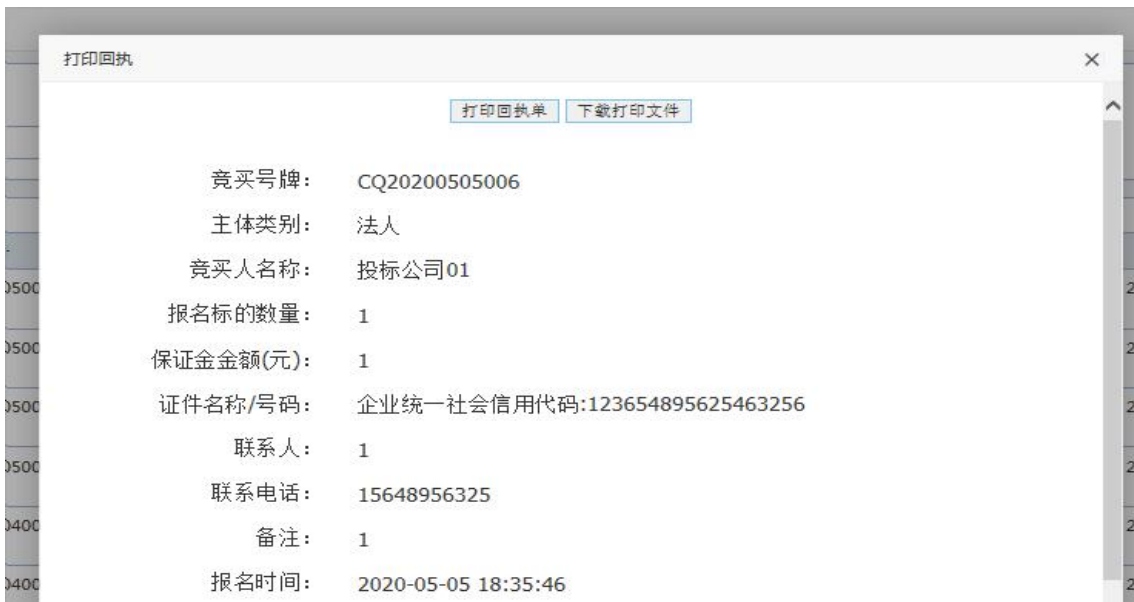 打印回执
×
打印回执单 下载打印文件
竞买号牌： CQ20200505006
主体类别： 法人
竞买人名称： 投标公司01
报名标的数量： 1
保证金金额(元)： 1
证件名称/号码： 企业统一社会信用代码:123654895625463256
联系人： 1
联系电话： 15648956325
备注： 1
报名时间： 2020-05-05 18:35:46